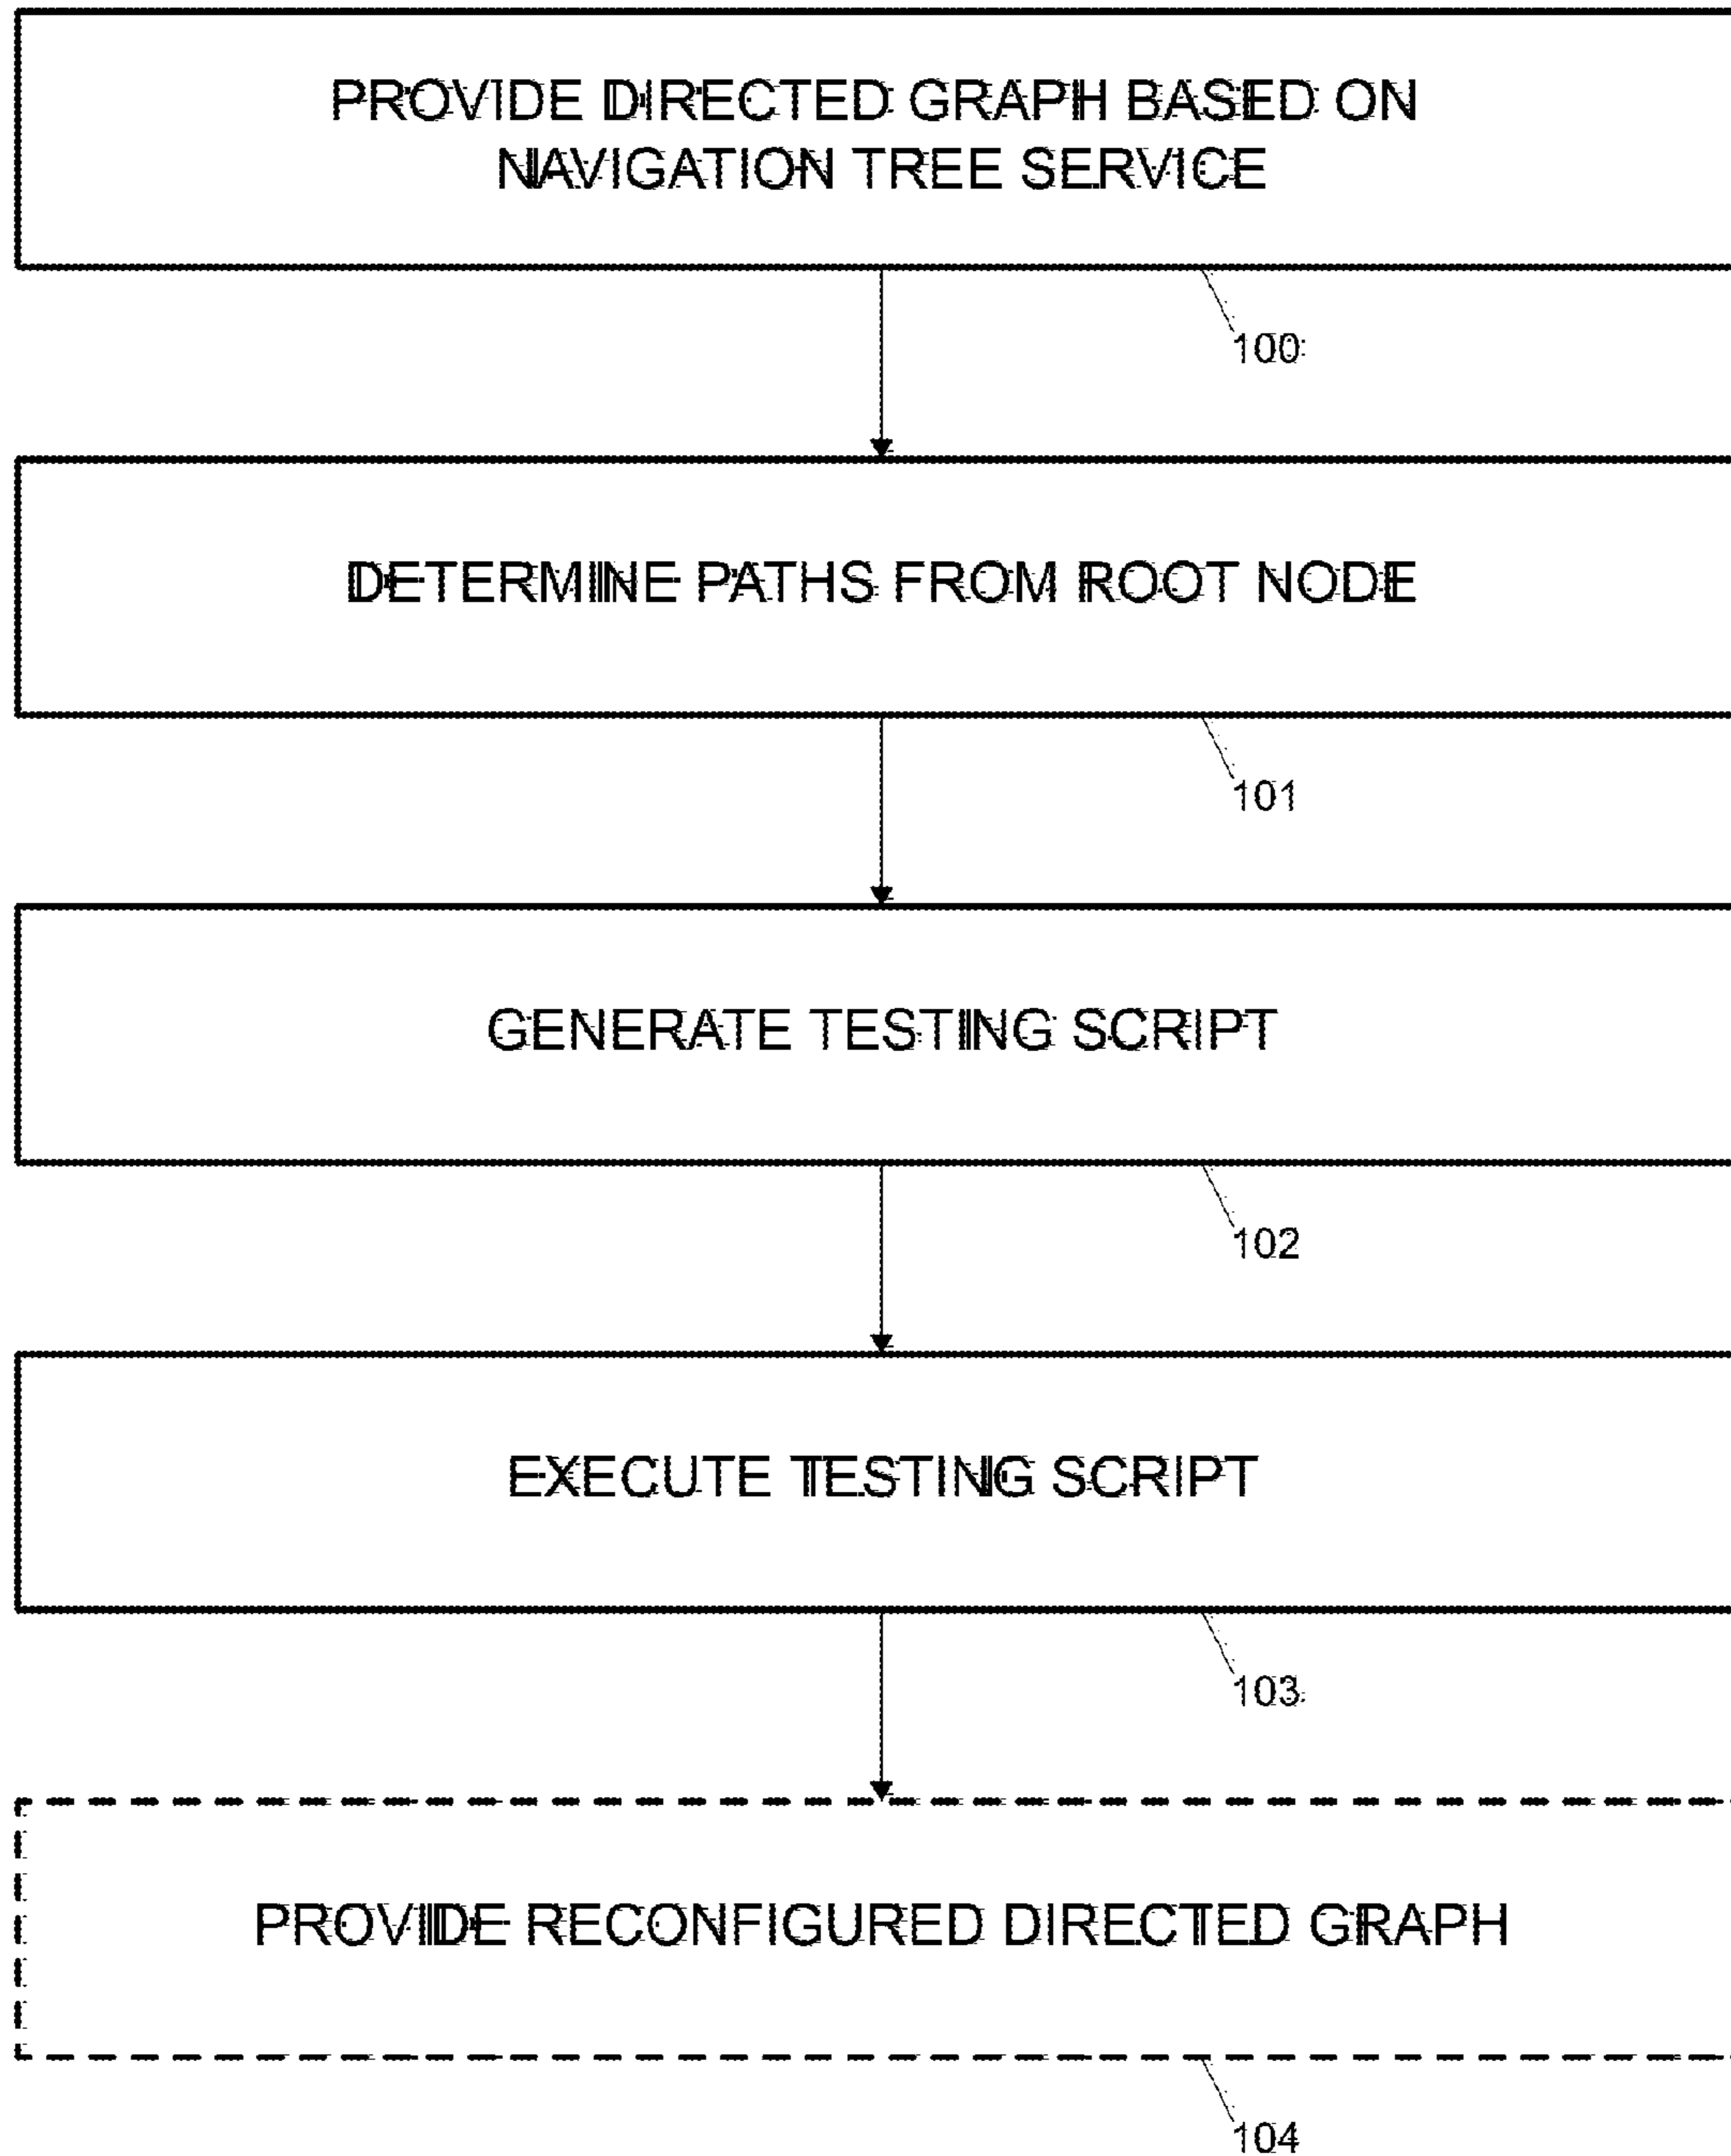 PROVIDE DIRECTED GRAPH BASED ON
NAVIGATION TREE SERVICE
100
DETERMINE PATHS FROM ROOT NODE
101
GENERATE TESTING SCRIPT
102
EXECUTE TESTING SCRIPT
103
PROVIDE RECONFIGURED DIRECTED GRAPH
104